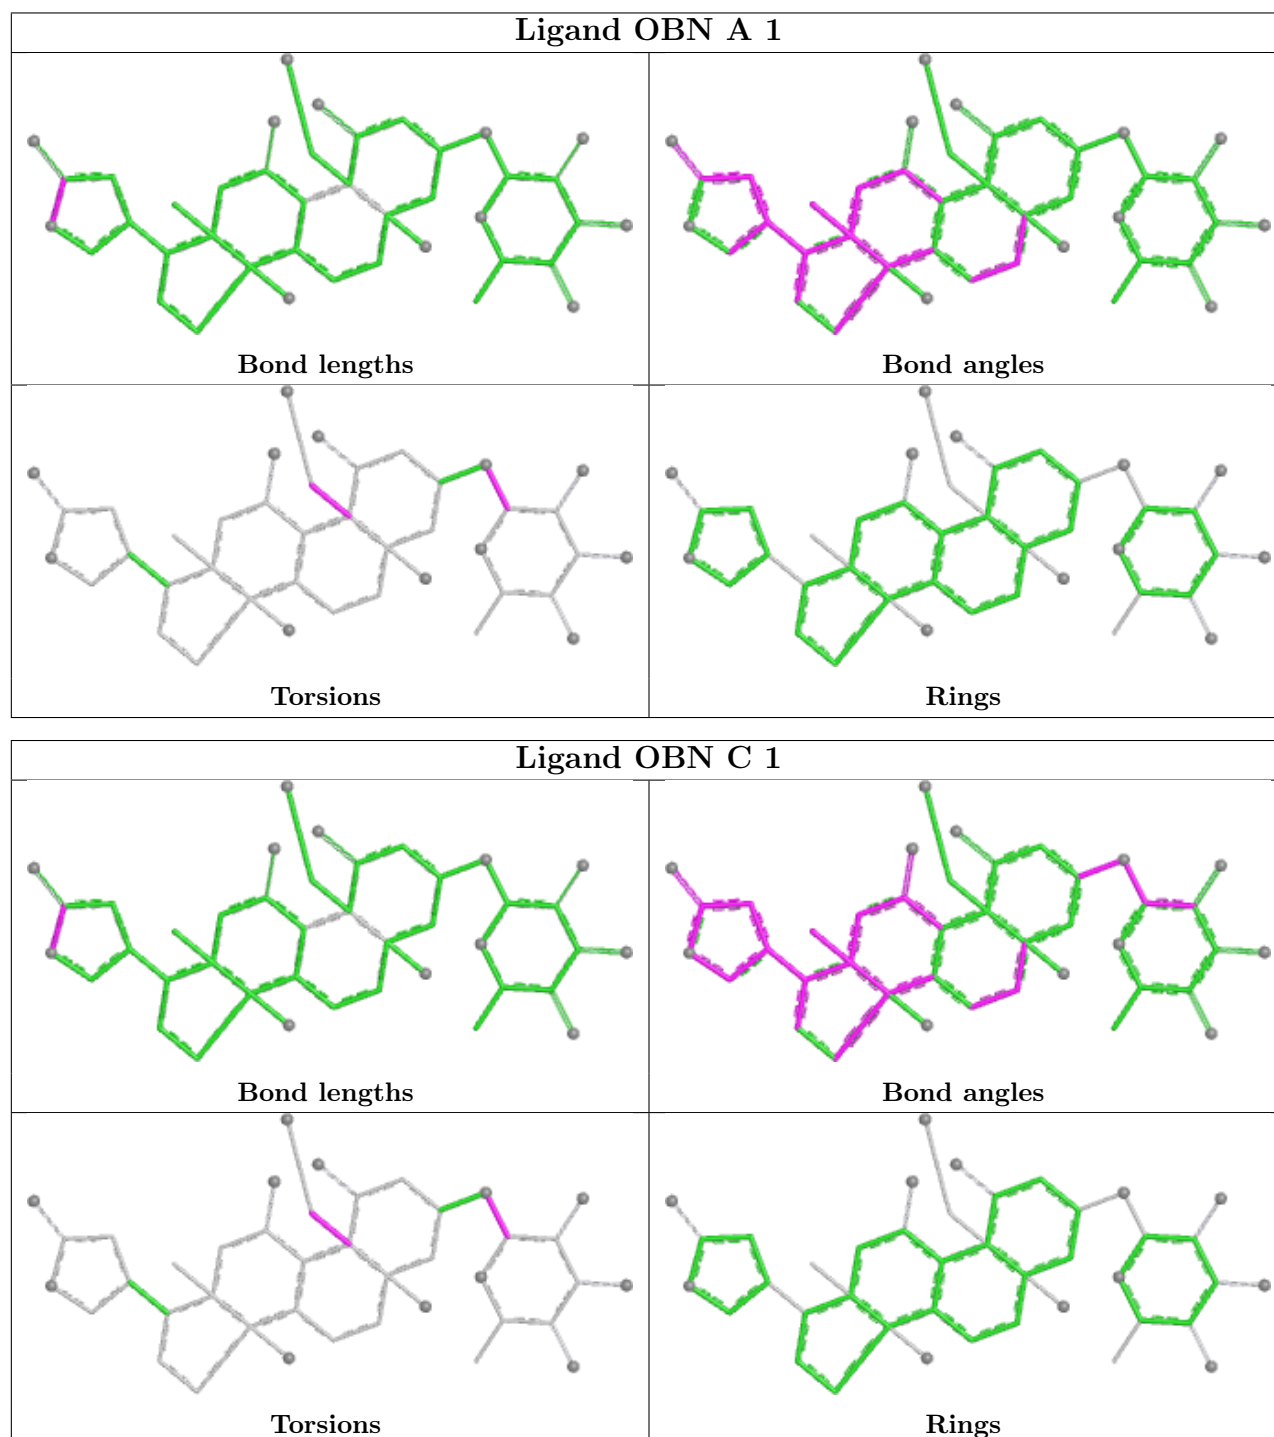 Ligand OBN A 1
Bond lengths
Bond angles
Torsions
Rings
Ligand OBN C 1
Bond lengths
Bond angles
Torsions
Rings